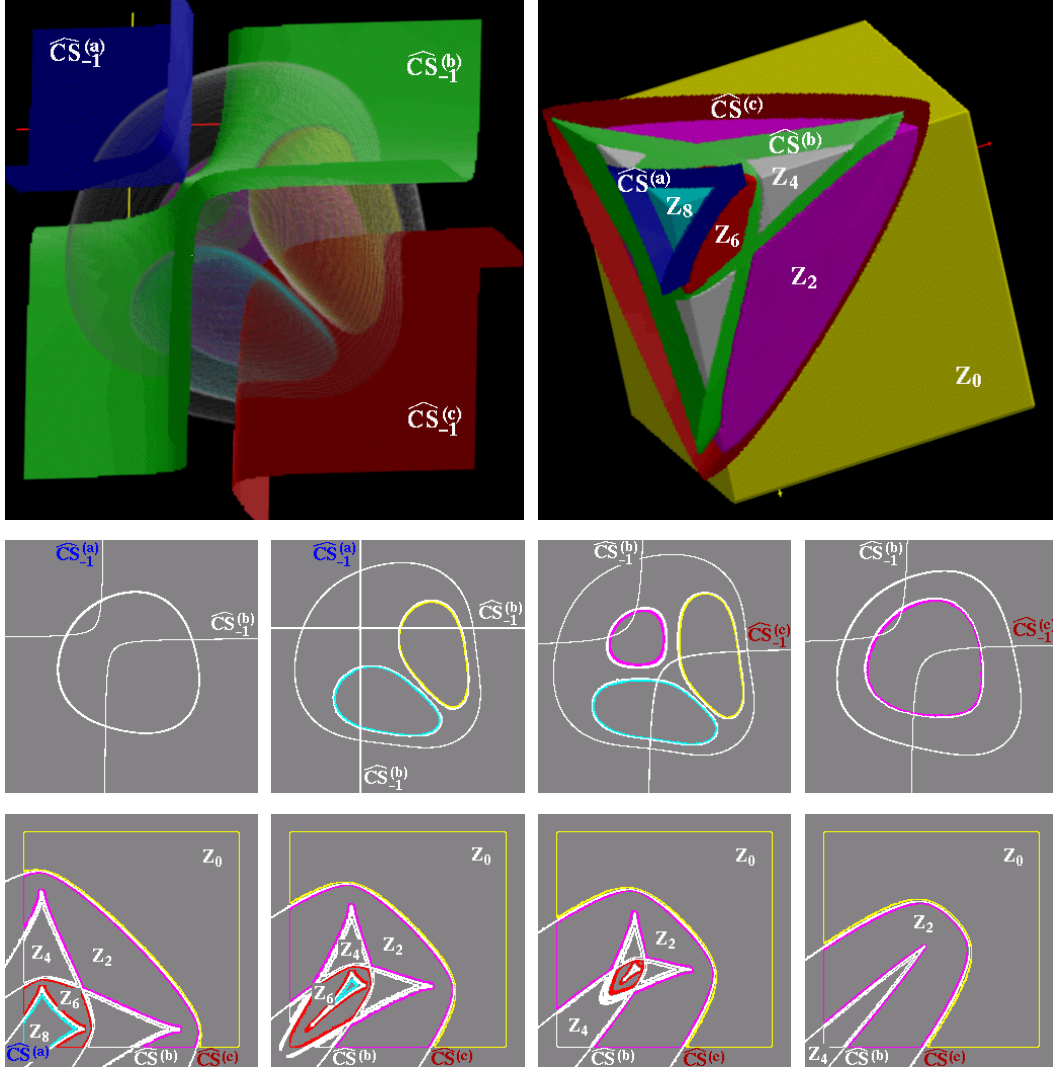 ĈS₋₁⁽ᵃ⁾
ĈS₋₁⁽ᵇ⁾
ĈS₋₁⁽ᶜ⁾
ĈS⁽ᶜ⁾
ĈS⁽ᵇ⁾
ĈS⁽ᵃ⁾
Z₄
Z₈
Z₆
Z₂
Z₀
ĈS₋₁⁽ᵃ⁾
ĈS₋₁⁽ᵇ⁾
ĈS₋₁⁽ᵃ⁾
ĈS₋₁⁽ᵇ⁾
ĈS₋₁⁽ᵇ⁾
ĈS₋₁⁽ᵇ⁾
ĈS₋₁⁽ᶜ⁾
ĈS₋₁⁽ᵇ⁾
ĈS₋₁⁽ᶜ⁾
Z₀
Z₄ Z₂
Z₆
Z₈
ĈS⁽ᵃ⁾ ĈS⁽ᵇ⁾ ĈS⁽ᶜ⁾
Z₀
Z₄ Z₂
Z₆
ĈS⁽ᵇ⁾ ĈS⁽ᶜ⁾
Z₀
Z₂
Z₄
ĈS⁽ᵇ⁾ ĈS⁽ᶜ⁾
Z₀
Z₂
Z₄ ĈS⁽ᵇ⁾ ĈS⁽ᶜ⁾